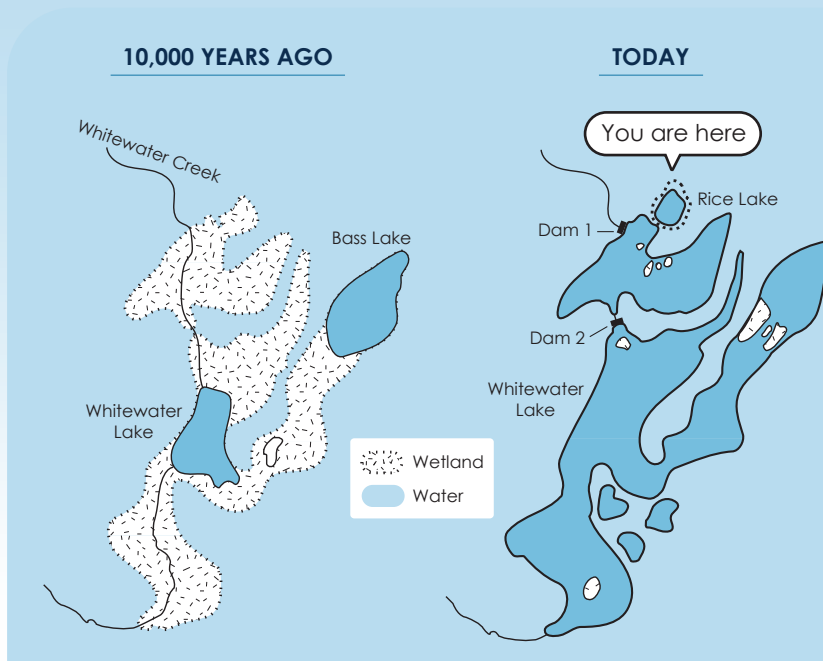 10,000 YEARS AGO
Whitewater Creek
Bass Lake
Whitewater
Lake
Wetland
Water
TODAY
You are here
Rice Lake
Dam 1
Dam 2
Whitewater
Lake